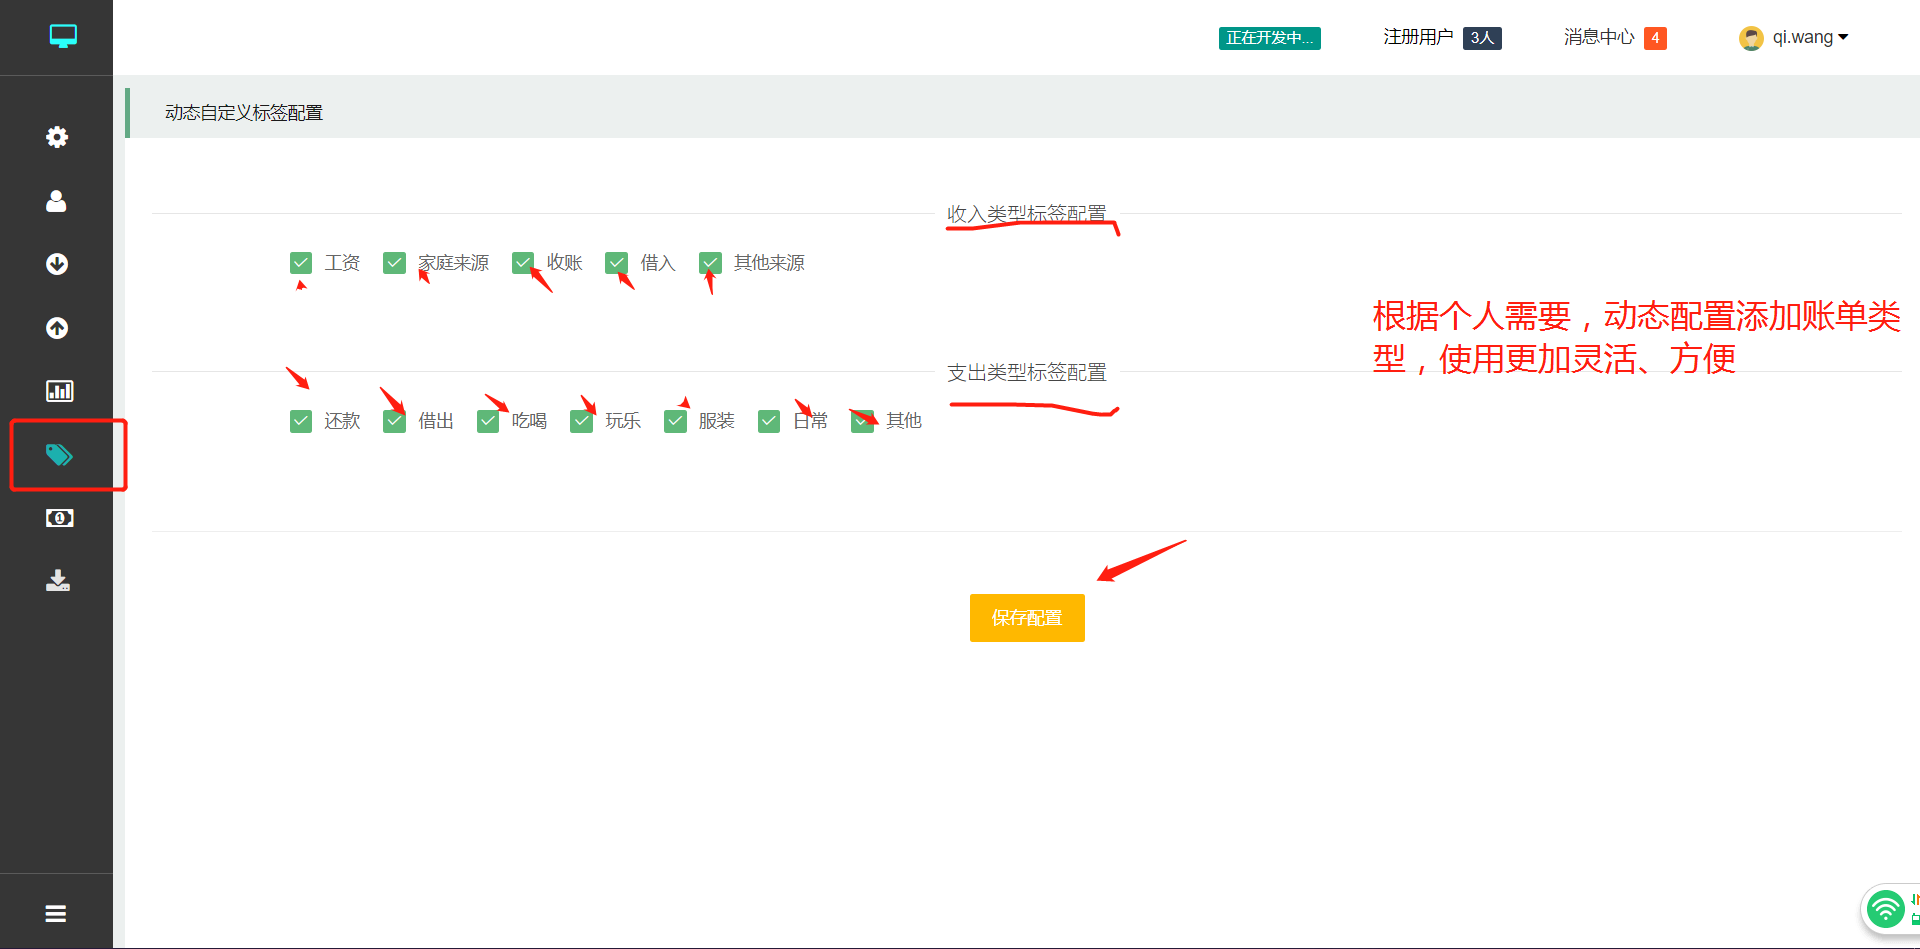 正在开发中... 注册用户 3人 消息中心 4 qi.wang
动态自定义标签配置
收入类型标签配置
工资 家庭来源 收账 借入 其他来源
根据个人需要，动态配置添加账单类
型，使用更加灵活、方便
支出类型标签配置
还款 借出 吃喝 玩乐 服装 日常 其他
保存配置